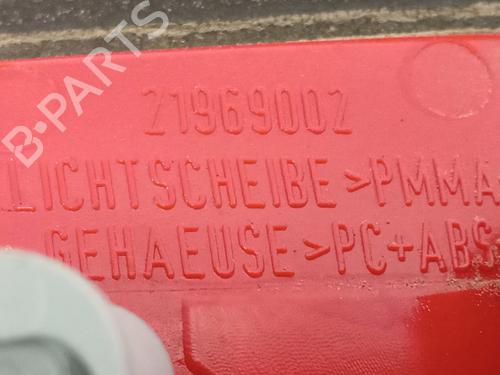 B-PARTS
21969002
LICHTSCHEIBE>PMMA
GEHAEUSE>PC+ABS